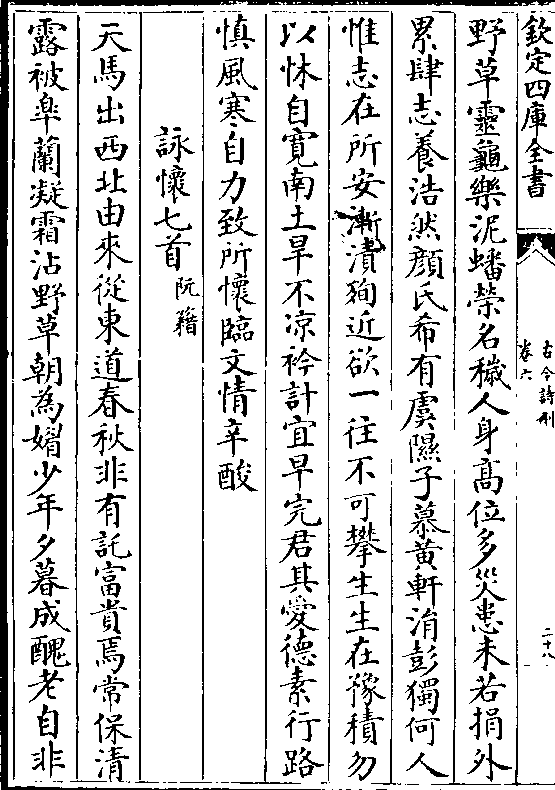 欽定四庫全書
古今詩刪
卷六
二十八
野草靈龜樂泥蟠榮名穢人身高位多災患未若捐外
累肆志養浩然顏氏希有虞隰子慕黃軒涓彭獨何人
惟志在所安漸漬殉近欲一往不可攀生生在豫積勿
以怵自寛南土旱不凉衿計宜早完君其愛德素行路
慎風寒自力致所懷臨文情辛酸
詠懷七首
阮籍
天馬出西北由來從東道春秋非有託富貴焉常保清
露被臯蘭凝霜沾野草朝為媚少年夕暮成醜老自非